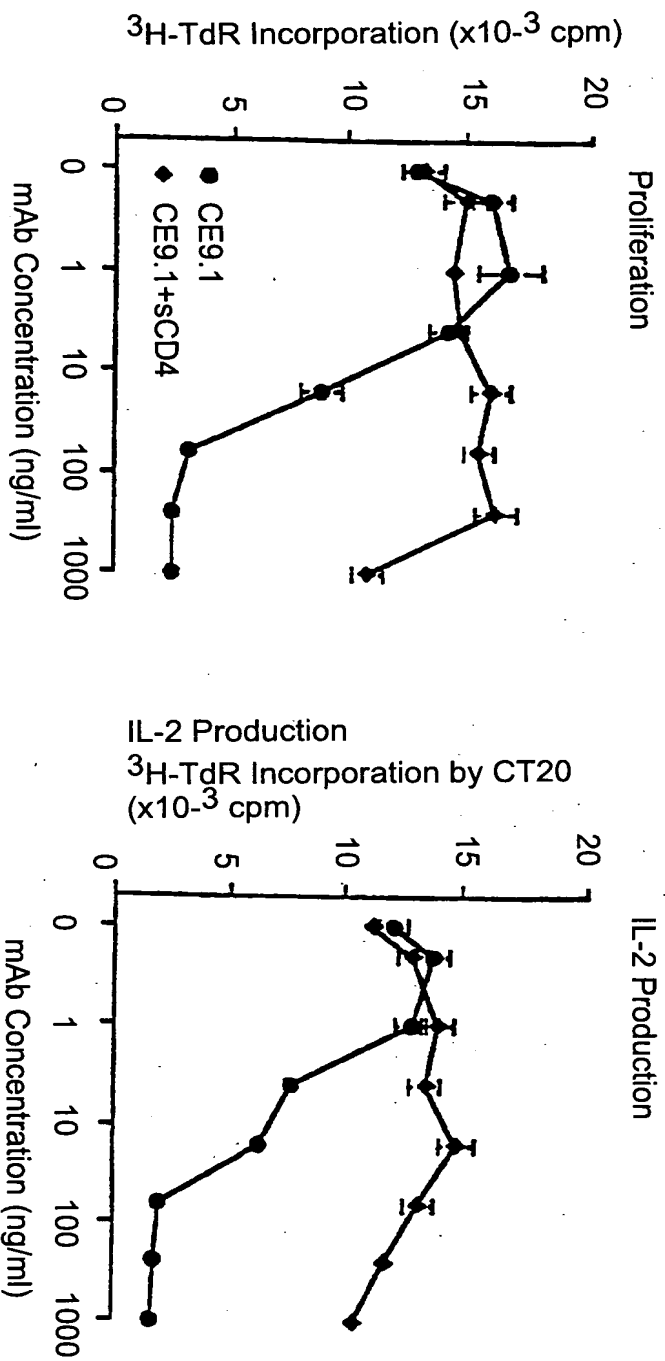 Proliferation
³H-TdR Incorporation (x10-³ cpm)
20
15
10
5
0
0
1
10
100
1000
CE9.1
CE9.1+sCD4
mAb Concentration (ng/ml)
IL-2 Production
IL-2 Production
³H-TdR Incorporation by CT20
(x10-³ cpm)
20
15
10
5
0
0
1
10
100
1000
mAb Concentration (ng/ml)